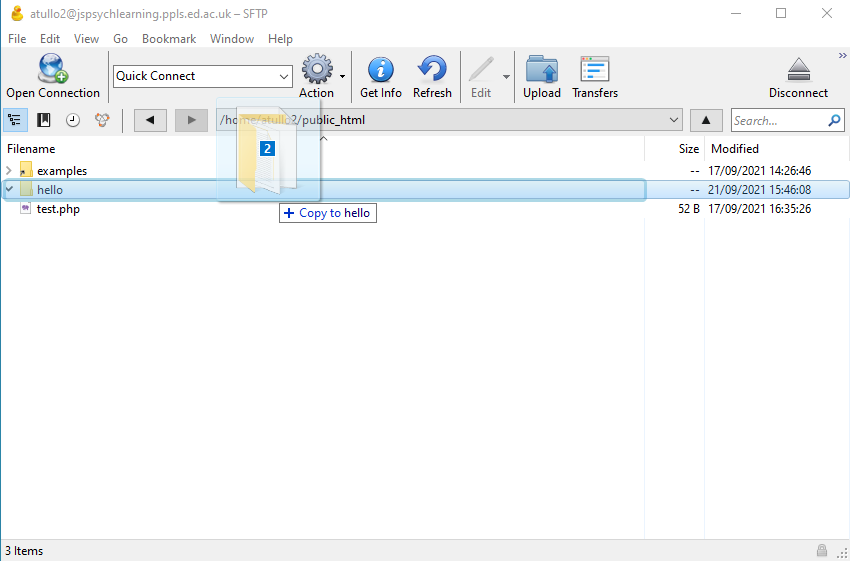 atullo2@jspsychlearning.ppls.ed.ac.uk – SFTP
File Edit View Go Bookmark Window Help
Open Connection
Quick Connect
Action
Get Info
Refresh
Edit
Upload
Transfers
Disconnect
/home/atullo2/public_html
Search...
Filename Size Modified
examples -- 17/09/2021 14:26:46
hello -- 21/09/2021 15:46:08
test.php 52 B 17/09/2021 16:35:26
2
Copy to hello
3 Items